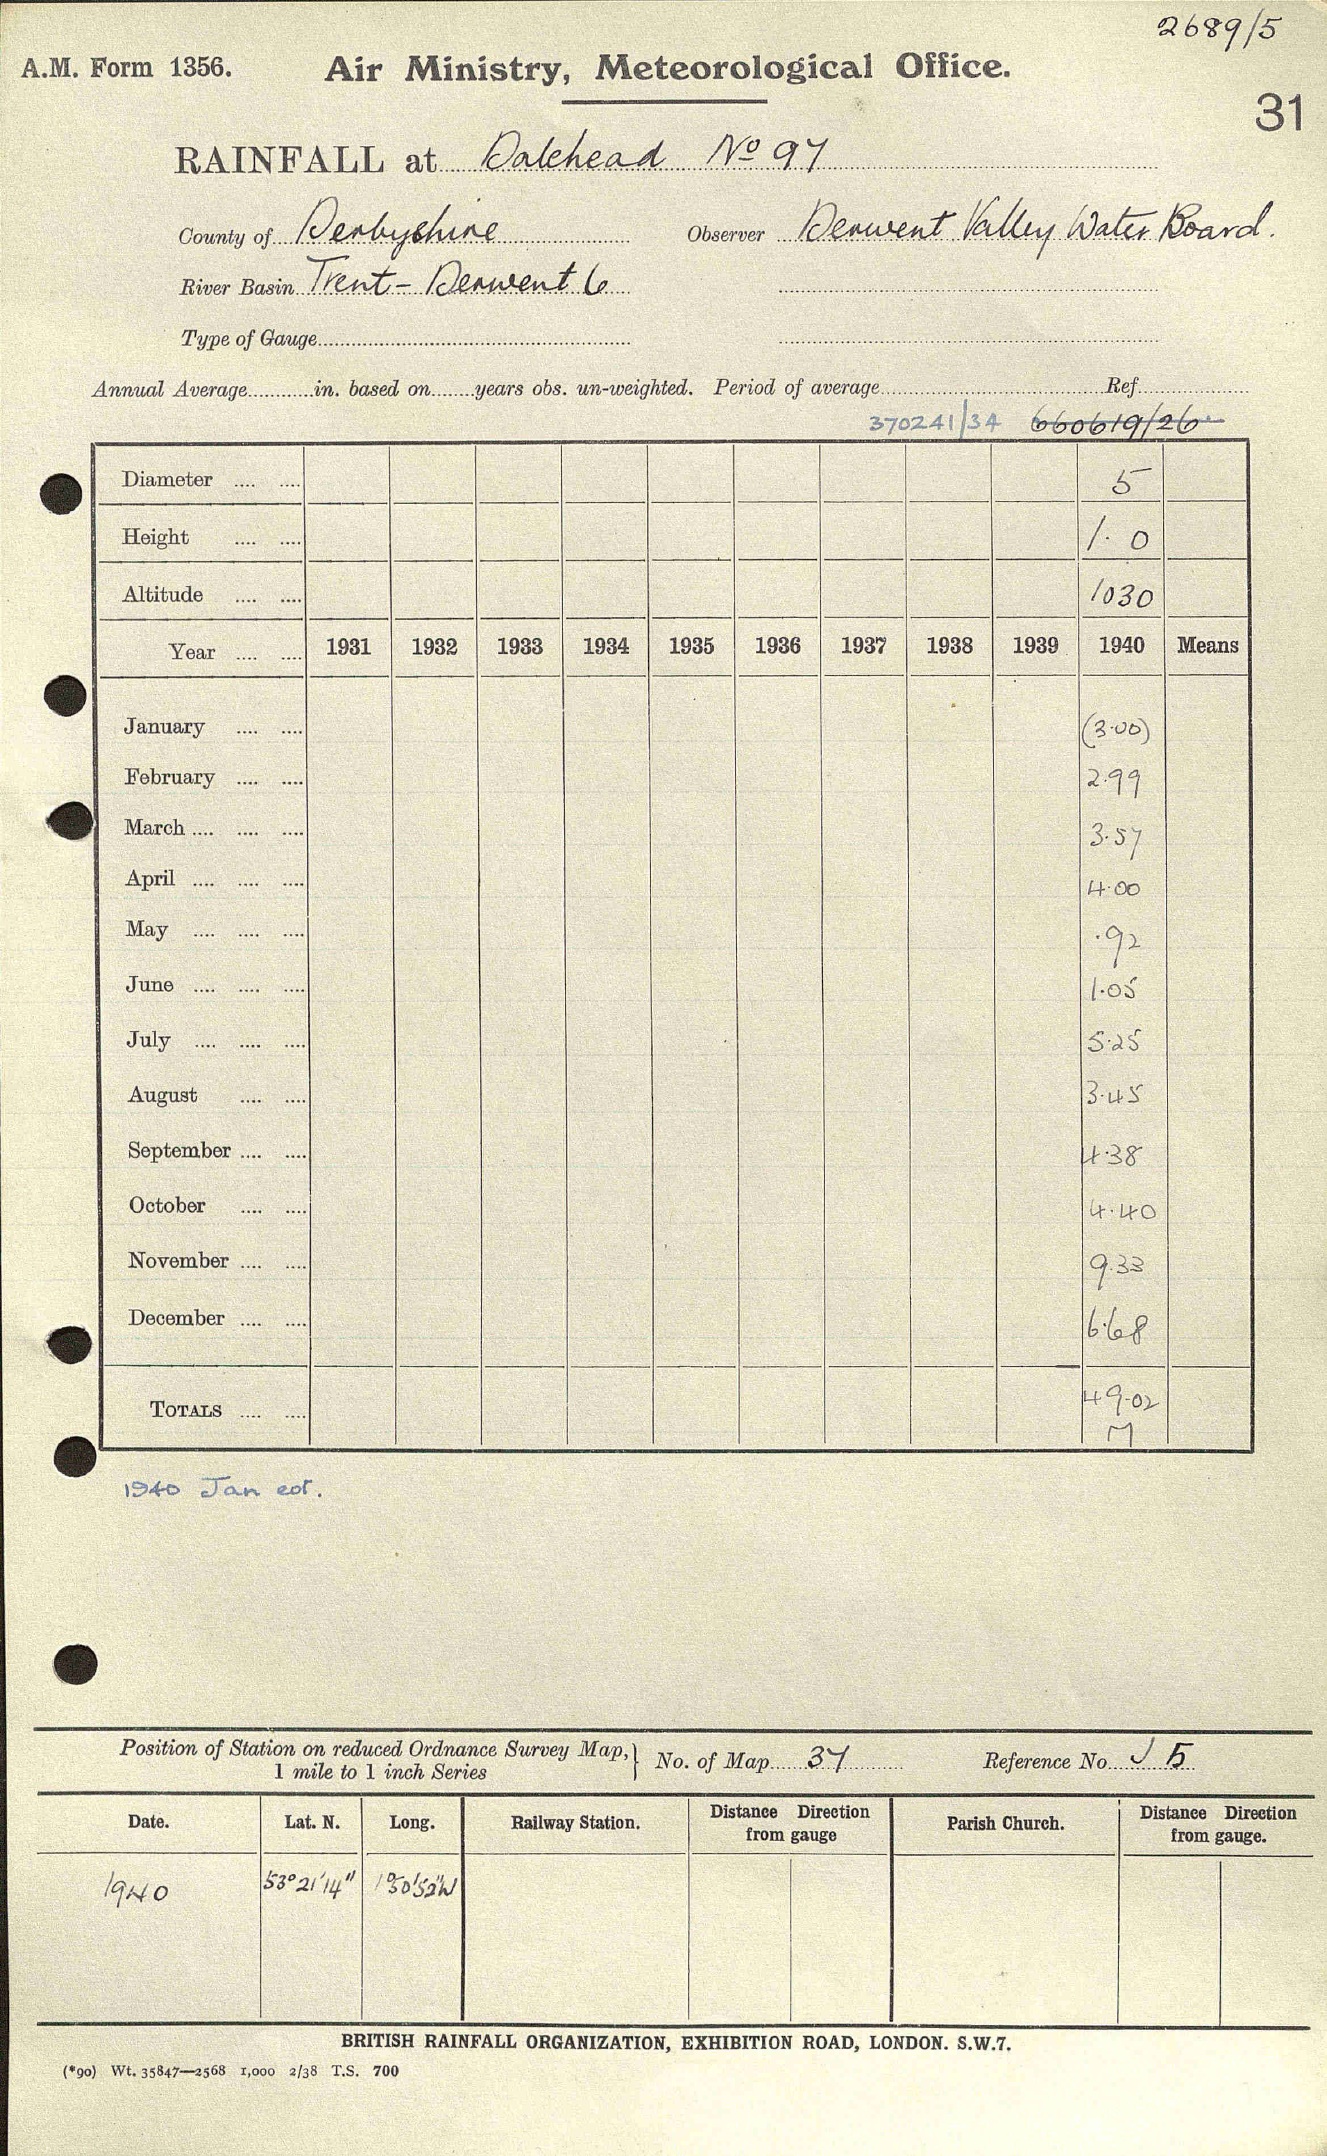 2689/5
A.M. Form 1356. Air Ministry, Meteorological Office.
31
RAINFALL at Dalehead No 97
County of Derbyshire Observer Derwent Valley Water Board.
River Basin Trent - Derwent 6
Type of Gauge
Annual Average in. based on years obs. un-weighted. Period of average Ref
370241/34 660619/26
Diameter 5
Height 1. 0
Altitude 1030
Year 1931 1932 1933 1934 1935 1936 1937 1938 1939 1940 Means
January (3.00)
February 2.99
March 3.57
April 4.00
May .92
June 1.05
July 5.25
August 3.45
September 4.38
October 4.40
November 9.33
December 6.68
TOTALS 49.02
M
1940 Jan est.
Position of Station on reduced Ordnance Survey Map, } No. of Map 37 Reference No. J 5
1 mile to 1 inch Series
Date. Lat. N. Long. Railway Station. Distance Direction from gauge Parish Church. Distance Direction from gauge.
1940 53° 21' 14" 1° 50' 52" W
BRITISH RAINFALL ORGANIZATION, EXHIBITION ROAD, LONDON. S.W.7.
(*90) Wt. 35847—2568 1,000 2/38 T.S. 700